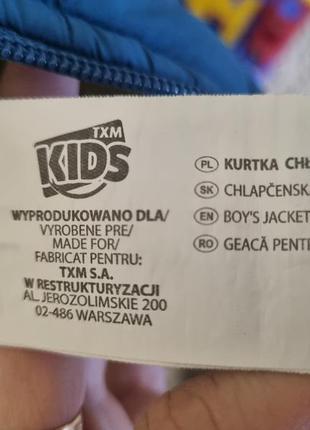 TXM
KIDS
WYPRODUKOWANO DLA/
VYROBENE PRE/
MADE FOR/
FABRICAT PENTRU:
TXM S.A.
W RESTRUKTURYZACJI
AL. JEROZOLIMSKIE 200
02-486 WARSZAWA
PL KURTKA
SK CHLAPČENSK
EN BOY'S JACKET
RO GEACĂ